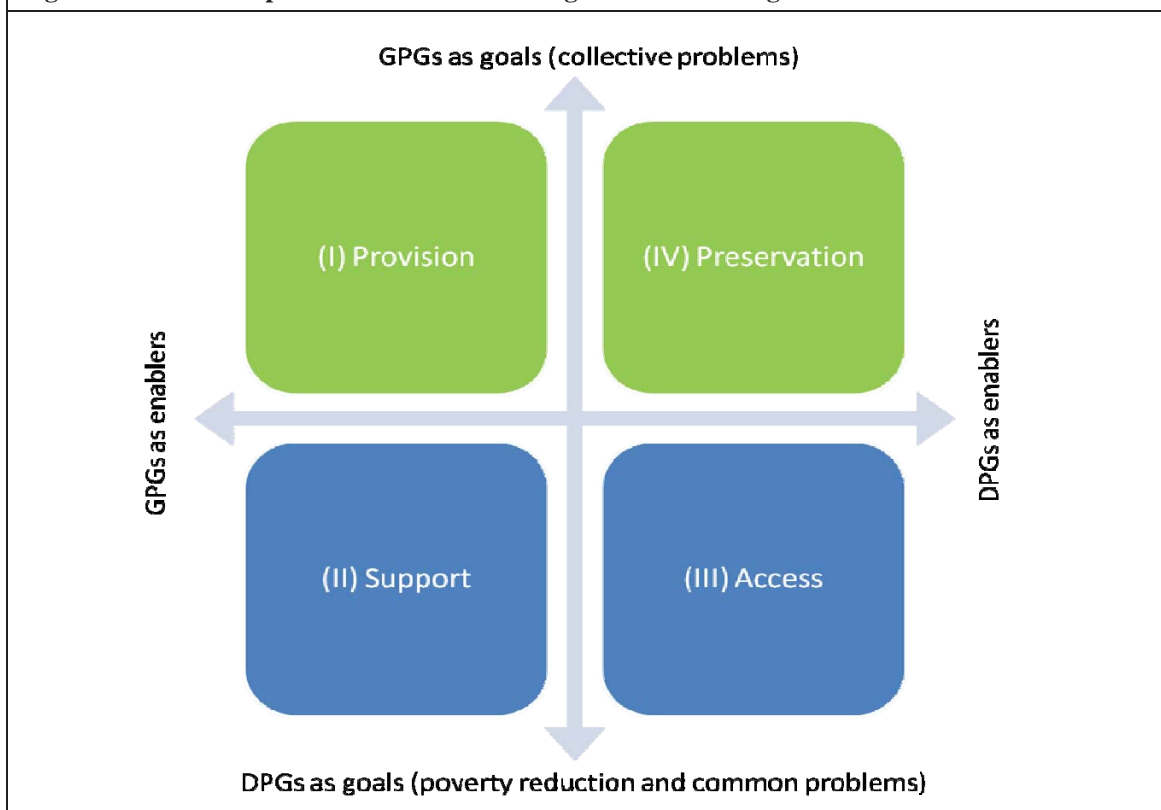 GPGs as goals (collective problems)
(I) Provision
(IV) Preservation
GPGs as enablers
DPGs as enablers
(II) Support
(III) Access
DPGs as goals (poverty reduction and common problems)